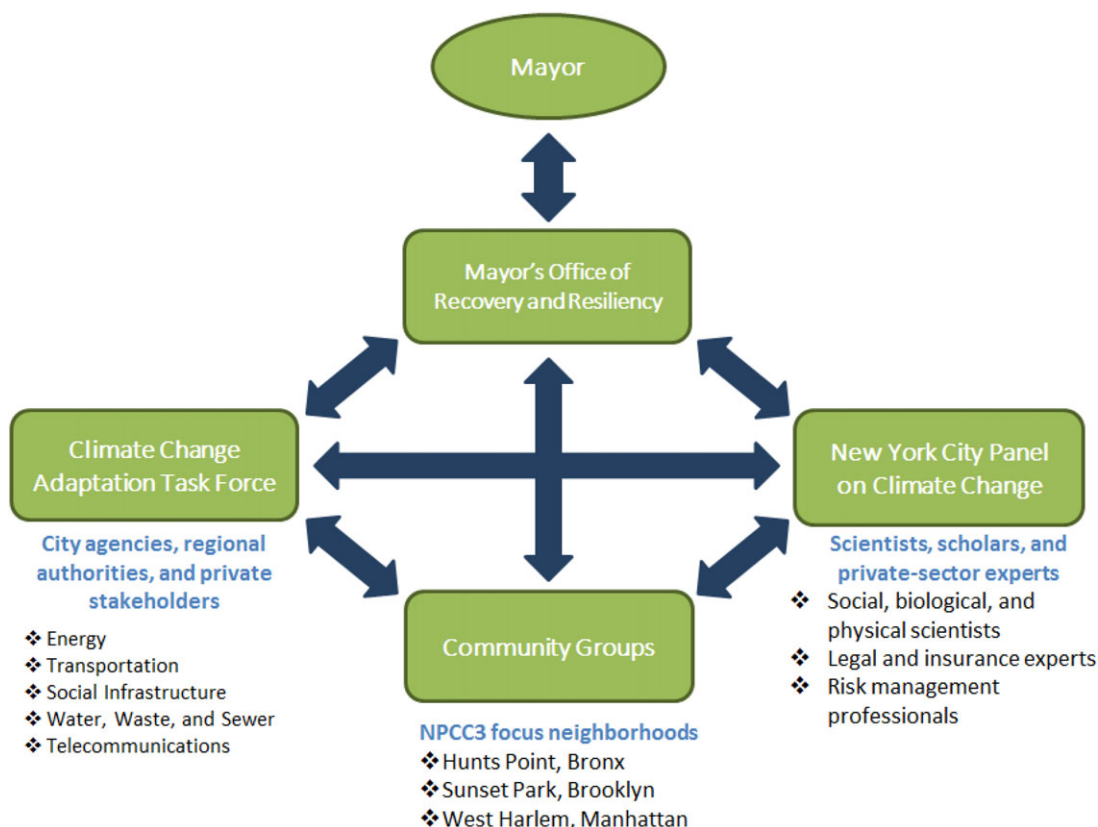 Mayor
Mayor's Office of
Recovery and Resiliency
Climate Change
Adaptation Task Force
City agencies, regional
authorities, and private
stakeholders
❖ Energy
❖ Transportation
❖ Social Infrastructure
❖ Water, Waste, and Sewer
❖ Telecommunications
Community Groups
NPCC3 focus neighborhoods
❖ Hunts Point, Bronx
❖ Sunset Park, Brooklyn
❖ West Harlem, Manhattan
New York City Panel
on Climate Change
Scientists, scholars, and
private-sector experts
❖ Social, biological, and
physical scientists
❖ Legal and insurance experts
❖ Risk management
professionals